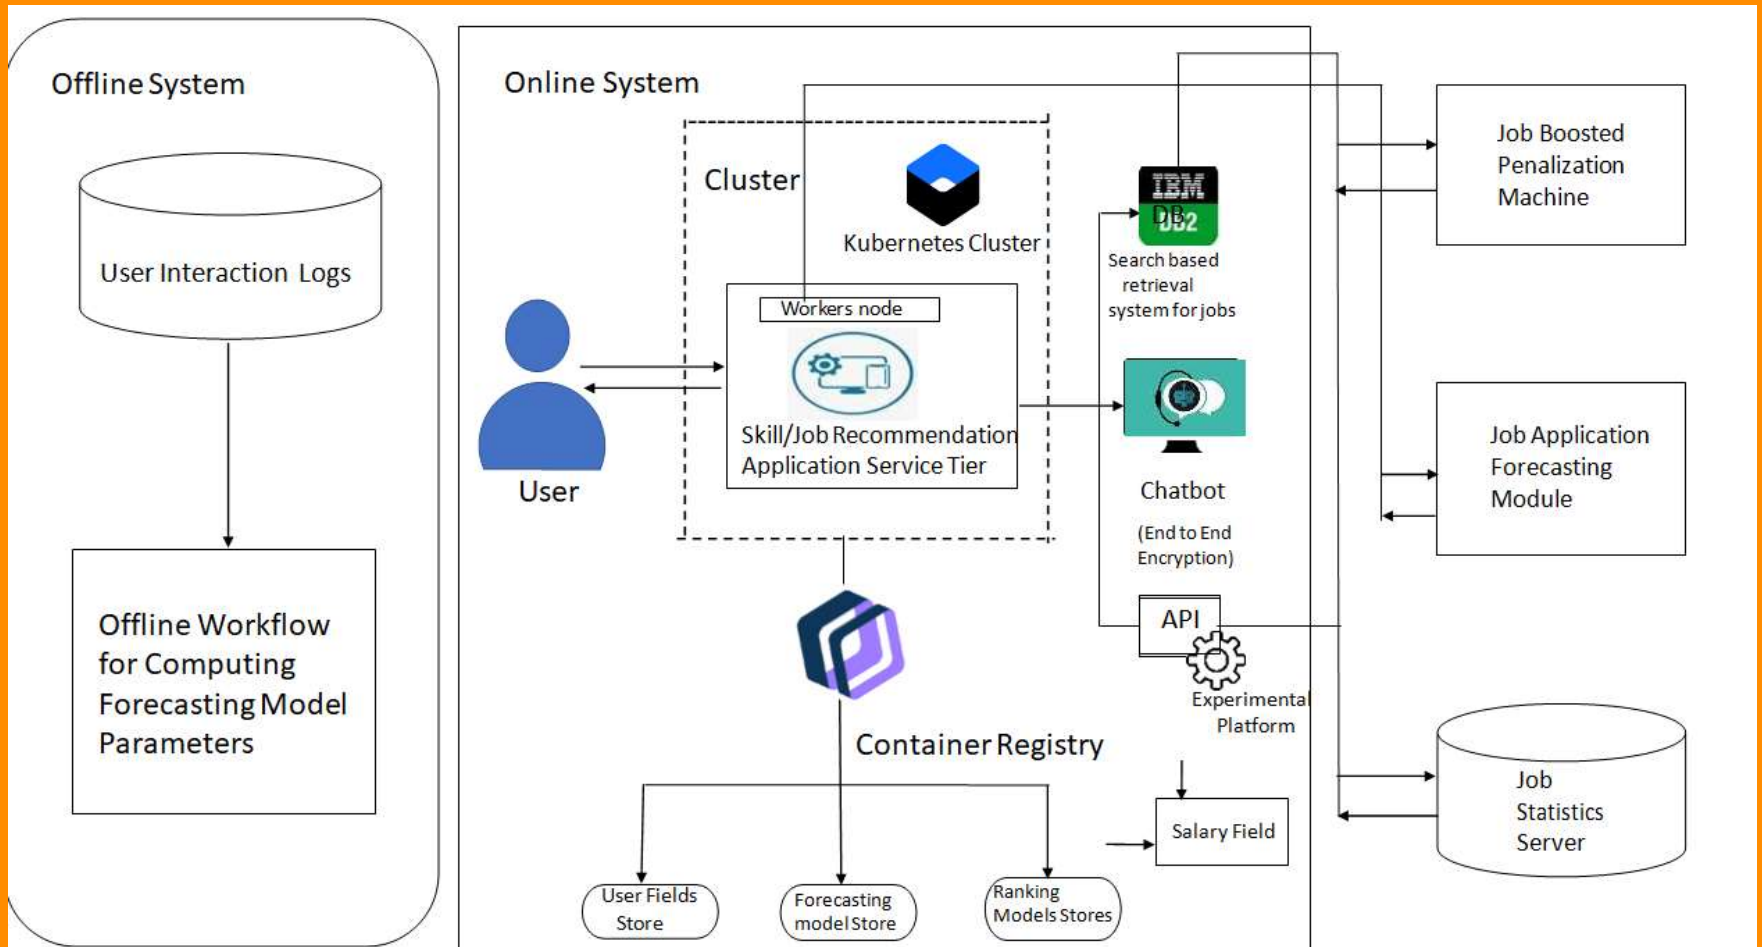 Offline System
User Interaction Logs
Offline Workflow
for Computing
Forecasting Model
Parameters
Online System
Cluster
Kubernetes Cluster
Workers node
Skill/Job Recommendation
Application Service Tier
User
IBM
DB
DB2
Search based
retrieval
system for jobs
Chatbot
(End to End
Encryption)
API
Experimental
Platform
Container Registry
Salary Field
User Fields
Store
Forecasting
model Store
Ranking
Models Stores
Job Boosted
Penalization
Machine
Job Application
Forecasting
Module
Job
Statistics
Server